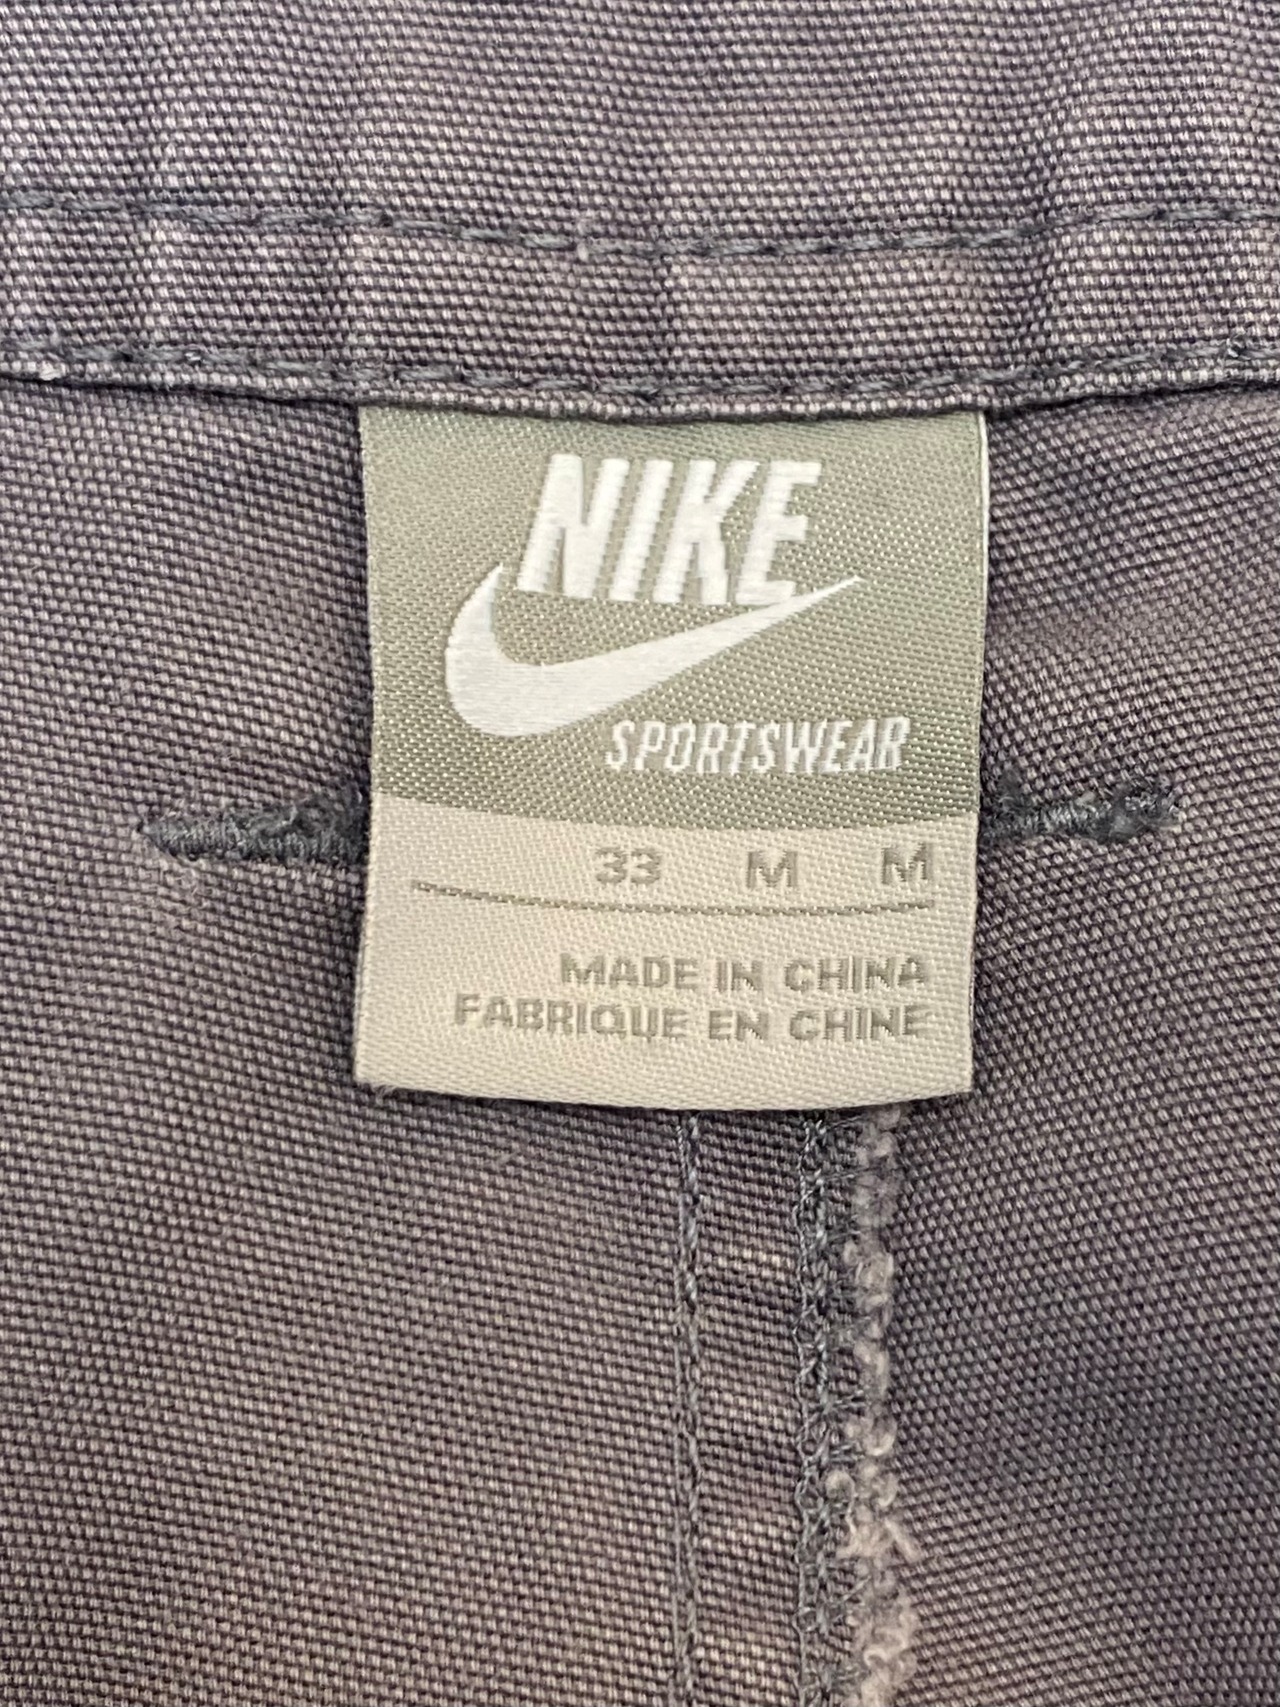 NIKE
SPORTSWEAR
33 M M
MADE IN CHINA
FABRIQUE EN CHINE